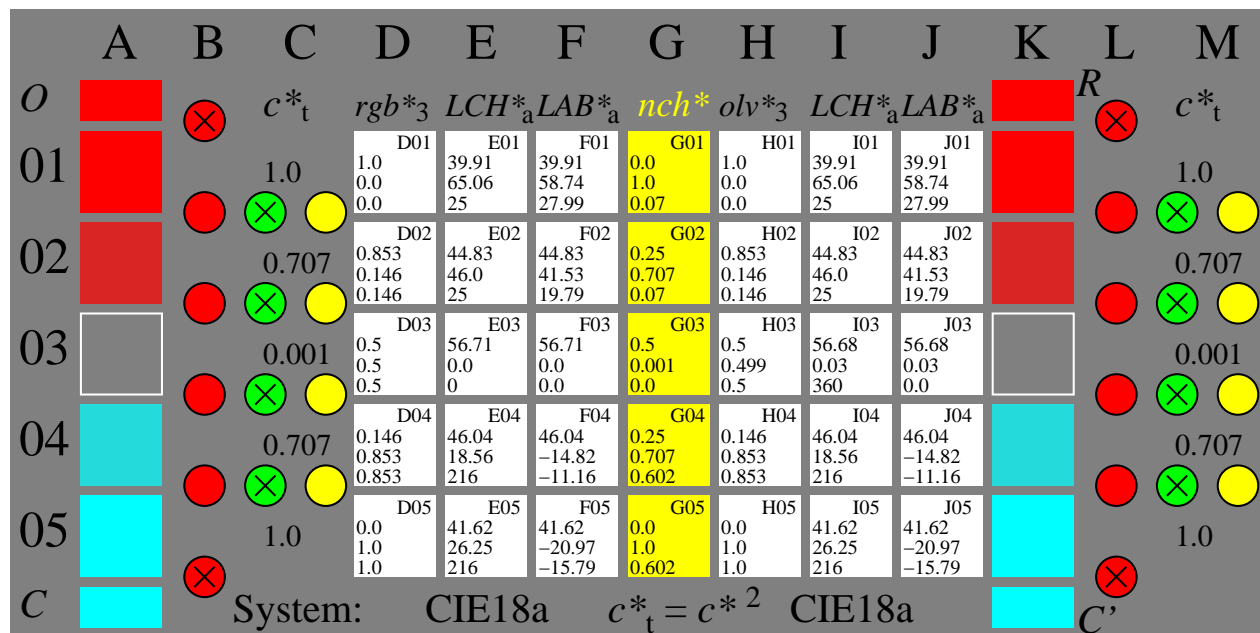 A B C D E F G H I J K L M
O c*t rgb*3 LCH*a LAB*a nch* olv*3 LCH*a LAB*a R c*t
01 1.0 1.0
D01 E01 F01 G01 H01 I01 J01
1.0 39.91 39.91 0.0 1.0 39.91 39.91
0.0 65.06 58.74 1.0 0.0 65.06 58.74
0.0 25 27.99 0.07 0.0 25 27.99
02 0.707 0.707
D02 E02 F02 G02 H02 I02 J02
0.853 44.83 44.83 0.25 0.853 44.83 44.83
0.146 46.0 41.53 0.707 0.146 46.0 41.53
0.146 25 19.79 0.07 0.146 25 19.79
03 0.001 0.001
D03 E03 F03 G03 H03 I03 J03
0.5 56.71 56.71 0.5 0.5 56.68 56.68
0.5 0.0 0.0 0.001 0.499 0.03 0.03
0.5 0 0.0 0.0 0.5 360 0.0
04 0.707 0.707
D04 E04 F04 G04 H04 I04 J04
0.146 46.04 46.04 0.25 0.146 46.04 46.04
0.853 18.56 −14.82 0.707 0.853 18.56 −14.82
0.853 216 −11.16 0.602 0.853 216 −11.16
05 1.0 1.0
D05 E05 F05 G05 H05 I05 J05
0.0 41.62 41.62 0.0 0.0 41.62 41.62
1.0 26.25 −20.97 1.0 1.0 26.25 −20.97
1.0 216 −15.79 0.602 1.0 216 −15.79
C System: CIE18a c*t = c* 2 CIE18a C'